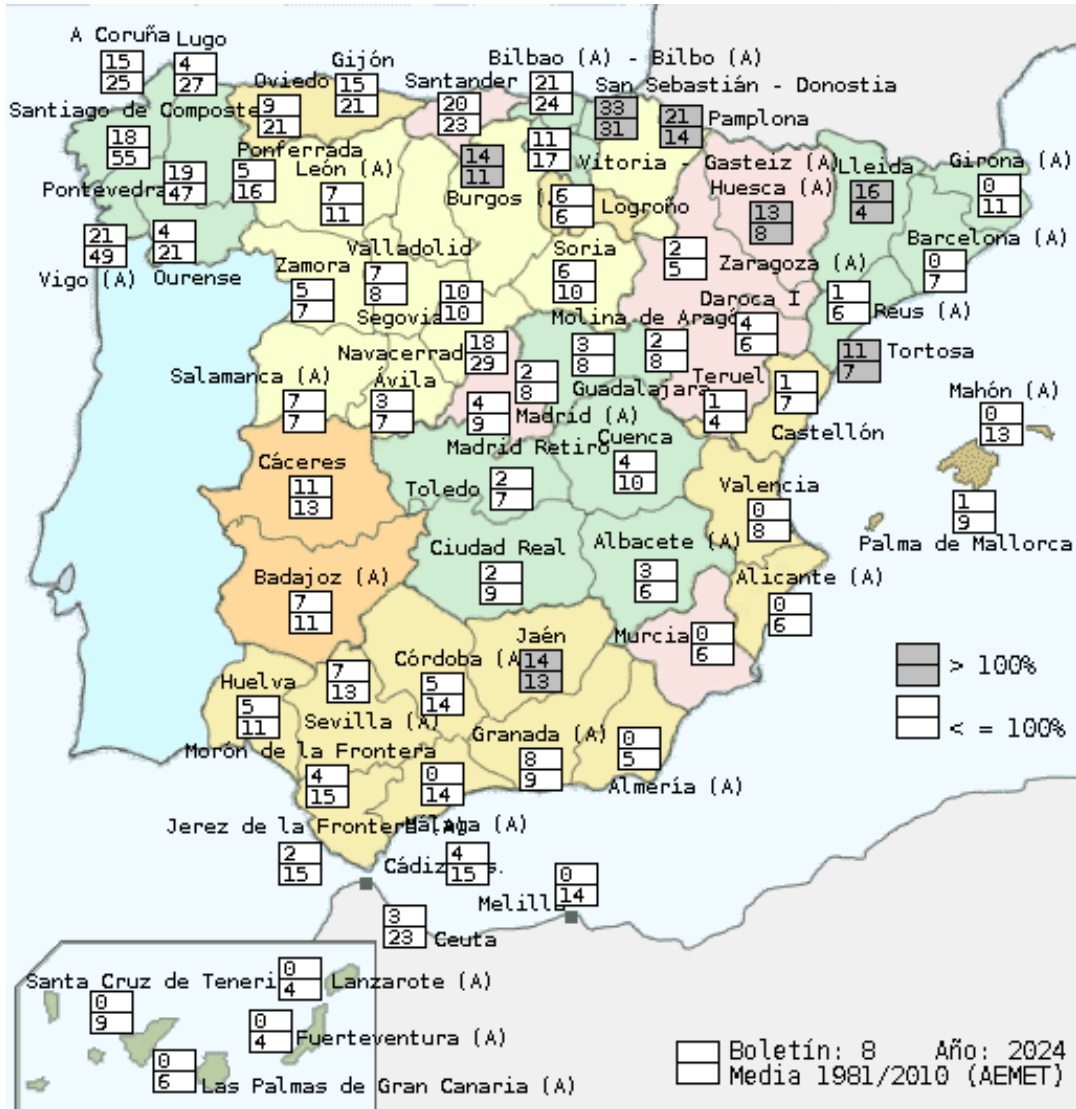 A Coruña
Lugo
15
25
4
27
Gijón
15
21
Oviedo
9
21
Santander
20
23
Bilbao (A) - Bilbo (A)
21
24
San Sebastián - Donostia
33
31
21
14
Pamplona
Santiago de Composte
18
55
Ponferrada
5
16
León (A)
7
11
14
11
Burgos (
11
17
Vitoria - Gasteiz (A)
Huesca (A)
13
8
Lleida
16
4
Girona (A)
0
11
Pontevedra
19
47
6
6
Logroño
21
49
Vigo (A)
4
21
Ourense
Zamora
5
7
Valladolid
7
8
Soria
6
10
2
5
Zaragoza (A)
Barcelona (A)
0
7
Segovia
10
10
Molina de Aragó
2
8
Daroca I
4
6
1
6
Reus (A)
Navacerrad
18
29
3
8
Guadalajara
11
7
Tortosa
Salamanca (A)
7
7
Ávila
3
7
2
8
Madrid (A)
4
9
Madrid Retiro
Teruel
1
4
1
7
Castellón
Mahón (A)
0
13
Cáceres
11
13
Toledo
2
7
Cuenca
4
10
Valencia
0
8
1
9
Palma de Mallorca
Badajoz (A)
7
11
Ciudad Real
2
9
Albacete (A)
3
6
Alicante (A)
0
6
Murcia
0
6
Huelva
5
11
7
13
Sevilla (A)
Córdoba (A
5
14
Jaén
14
13
> 100%
< = 100%
Morón de la Frontera
4
15
0
14
Málaga (A)
Granada (A)
8
9
0
5
Almería (A)
Jerez de la Frontera (A)
2
15
Cádiz
s.
4
15
Melilla
0
14
3
23
Ceuta
Santa Cruz de Teneri
0
9
0
4
Lanzarote (A)
0
4
Fuerteventura (A)
0
6
Las Palmas de Gran Canaria (A)
Boletín: 8 Año: 2024
Media 1981/2010 (AEMET)